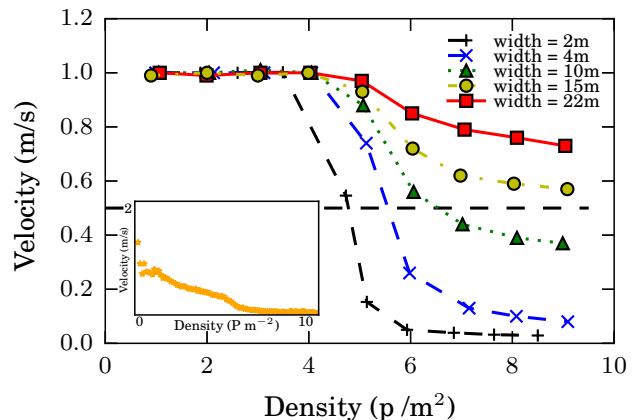 1.2
1.0
0.8
0.6
0.4
0.2
0.0
Velocity (m/s)
width = 2m
width = 4m
width = 10m
width = 15m
width = 22m
2
Velocity (m/s)
0
10
Density (P m⁻²)
0
2
4
6
8
10
Density (p /m²)